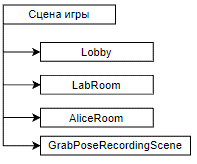 Сцена игры
Lobby
LabRoom
AliceRoom
GrabPoseRecordingScene